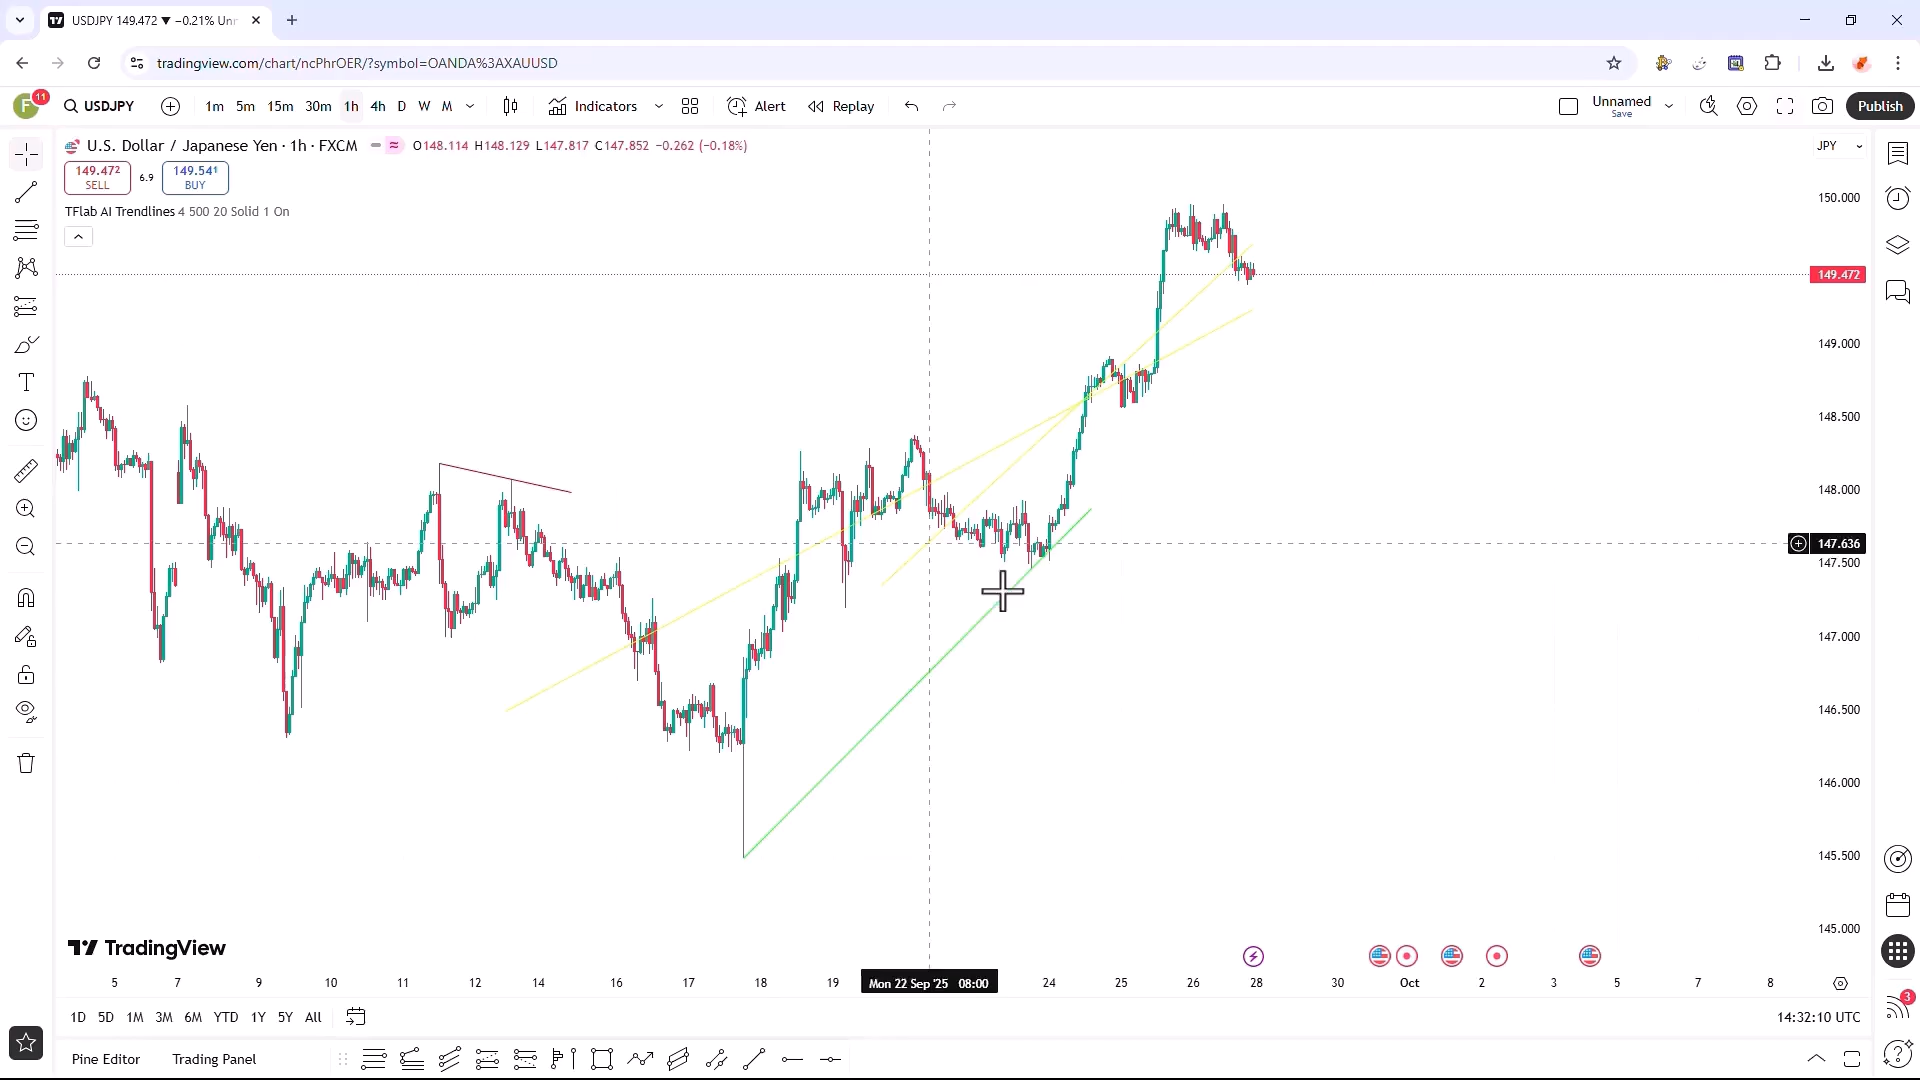 USDJPY 149.472 ▼ −0.21% Unn
tradingview.com/chart/ncPhrOER/?symbol=OANDA%3AXAUUSD
F 11 USDJPY 1m 5m 15m 30m 1h 4h D W M Indicators Alert Replay Unnamed Publish
Save
U.S. Dollar / Japanese Yen · 1h · FXCM O148.114 H148.129 L147.817 C147.852 −0.262 (−0.18%) JPY
149.472 6.9 149.541
SELL BUY
TFlab AI Trendlines 4 500 20 Solid 1 On
150.000
149.472
149.000
148.500
148.000
147.636
147.500
147.000
146.500
146.000
145.500
145.000
TradingView
5 7 9 10 11 12 14 16 17 18 19 Mon 22 Sep '25 08:00 24 25 26 28 30 Oct 2 3 5 7 8
1D 5D 1M 3M 6M YTD 1Y 5Y All 14:32:10 UTC
3
Pine Editor Trading Panel